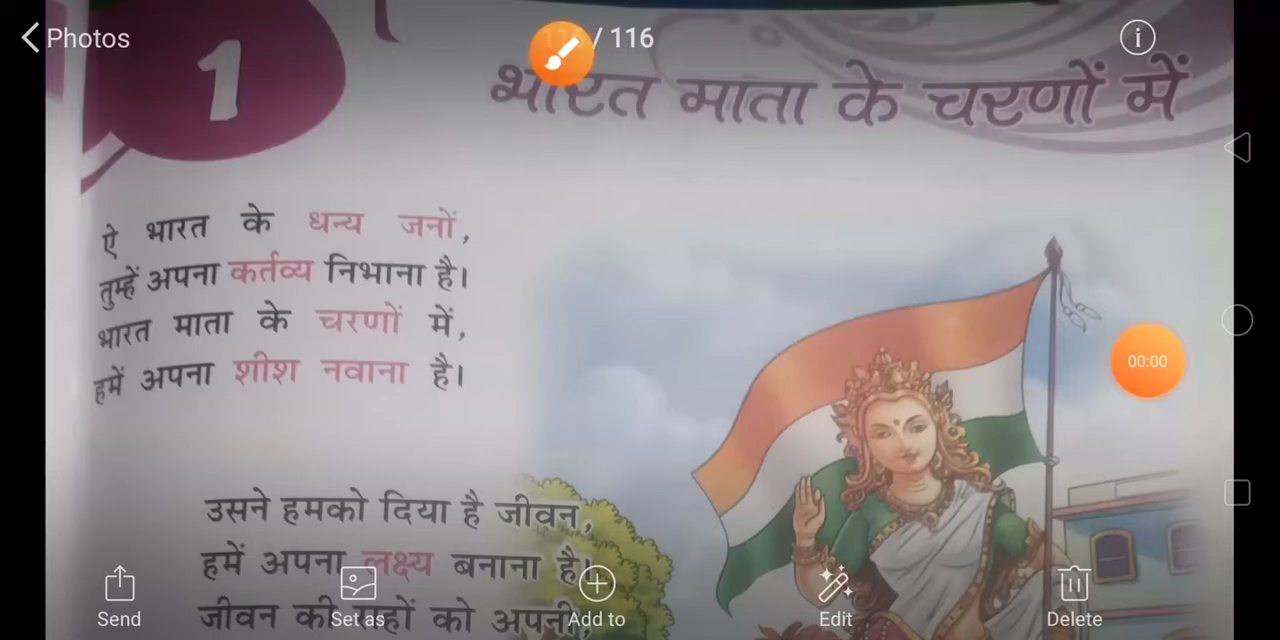 Photos
116 / 116
1
भारत माता के चरणों में
ऐ भारत के धन्य जनों,
तुम्हें अपना कर्तव्य निभाना है।
भारत माता के चरणों में,
हमें अपना शीश नवाना है।
00:00
उसने हमको दिया है जीवन,
हमें अपना लक्ष्य बनाना है।
जीवन की राहों को अपनी,
Send
Set as
Add to
Edit
Delete